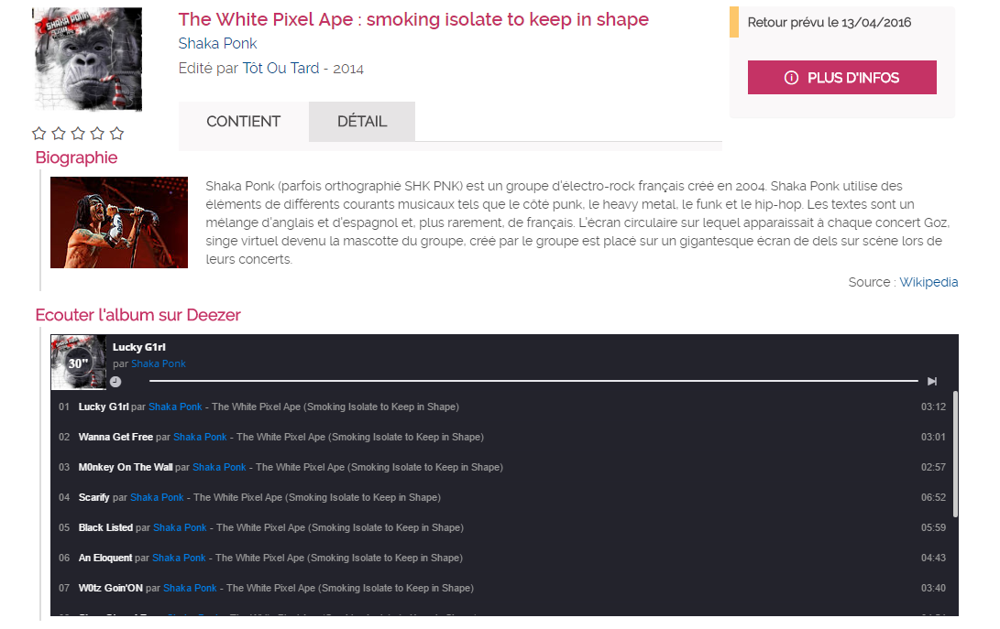 SHAKA PONK
The White Pixel Ape : smoking isolate to keep in shape
Shaka Ponk
Edité par Tôt Ou Tard - 2014
Retour prévu le 13/04/2016
PLUS D'INFOS
CONTIENT
DÉTAIL
Biographie
Shaka Ponk (parfois orthographié SHK PNK) est un groupe d'électro-rock français créé en 2004. Shaka Ponk utilise des
éléments de différents courants musicaux tels que le côté punk, le heavy metal, le funk et le hip-hop. Les textes sont un
mélange d'anglais et d'espagnol et, plus rarement, de français. L'écran circulaire sur lequel apparaissait à chaque concert Goz,
singe virtuel devenu la mascotte du groupe, créé par le groupe est placé sur un gigantesque écran de dels sur scène lors de
leurs concerts.
Source : Wikipedia
Ecouter l'album sur Deezer
30"
Lucky G1rl
par Shaka Ponk
01 Lucky G1rl par Shaka Ponk - The White Pixel Ape (Smoking Isolate to Keep in Shape) 03:12
02 Wanna Get Free par Shaka Ponk - The White Pixel Ape (Smoking Isolate to Keep in Shape) 03:01
03 M0nkey On The Wall par Shaka Ponk - The White Pixel Ape (Smoking Isolate to Keep in Shape) 02:57
04 Scarify par Shaka Ponk - The White Pixel Ape (Smoking Isolate to Keep in Shape) 06:52
05 Black Listed par Shaka Ponk - The White Pixel Ape (Smoking Isolate to Keep in Shape) 05:59
06 An Eloquent par Shaka Ponk - The White Pixel Ape (Smoking Isolate to Keep in Shape) 04:43
07 W0tz Goin'ON par Shaka Ponk - The White Pixel Ape (Smoking Isolate to Keep in Shape) 03:40